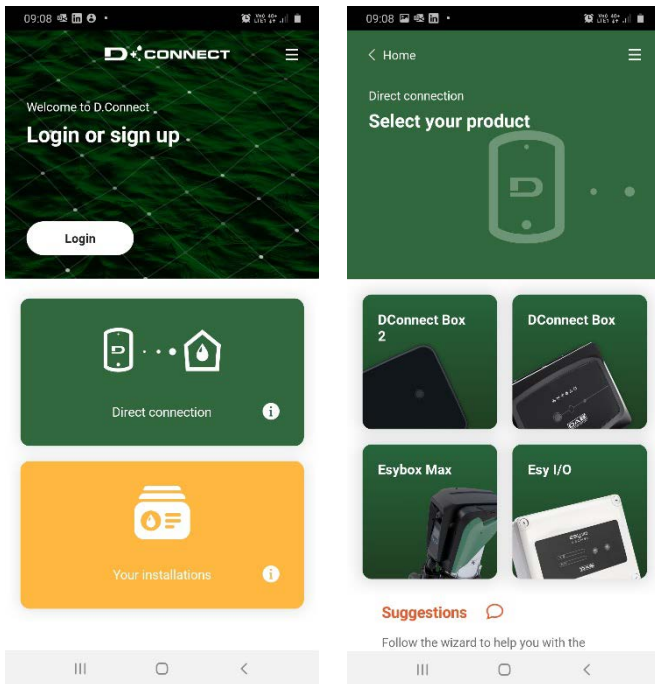 09:08
D+CONNECT
Welcome to D.Connect
Login or sign up
Login
Direct connection
Your installations
09:08
Home
Direct connection
Select your product
D
DConnect Box
2
DConnect Box
DAB
Esybox Max
Esy I/O
Suggestions
Follow the wizard to help you with the